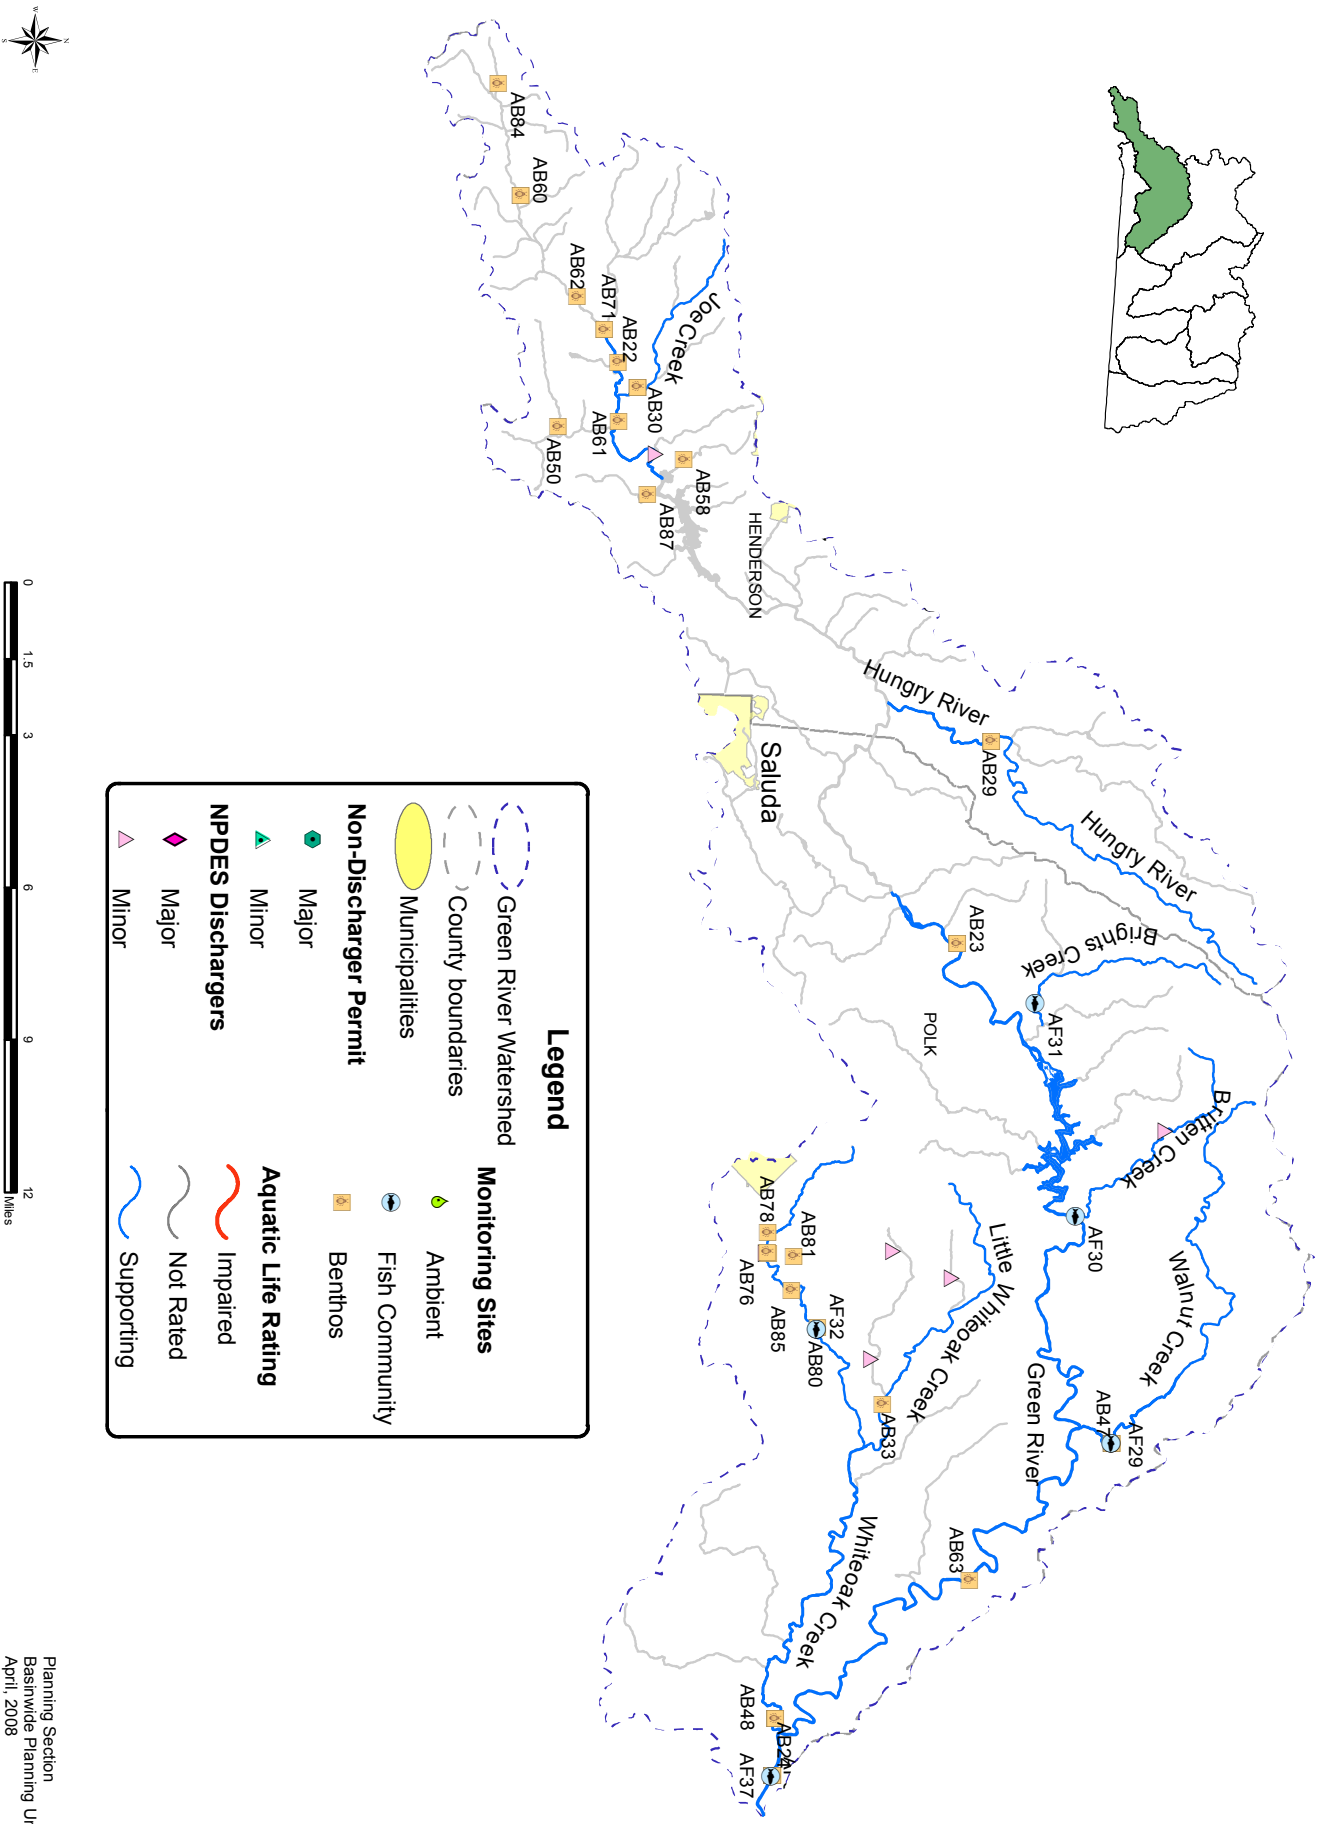 N
S
E
W
AB84
AB60
AB62
AB71
AB22
Joe Creek
AB30
AB61
AB50
AB58
AB87
HENDERSON
Hungry River
AB29
Hungry River
Saluda
AB23
Brights Creek
AF31
POLK
Britten Creek
AF30
Walnut Creek
AB78
AB81
AB76
AB85
AF32
AB80
Little Whiteoak Creek
AB33
Green River
AB47
AF29
AB63
Whiteoak Creek
AB48
AB24
AF37
Legend
Green River Watershed
County boundaries
Municipalities
Non-Discharger Permit
Major
Minor
NPDES Dischargers
Major
Minor
Monitoring Sites
Ambient
Fish Community
Benthos
Aquatic Life Rating
Impaired
Not Rated
Supporting
0 1.5 3 6 9 12
Miles
Planning Section
Basinwide Planning
April, 2008